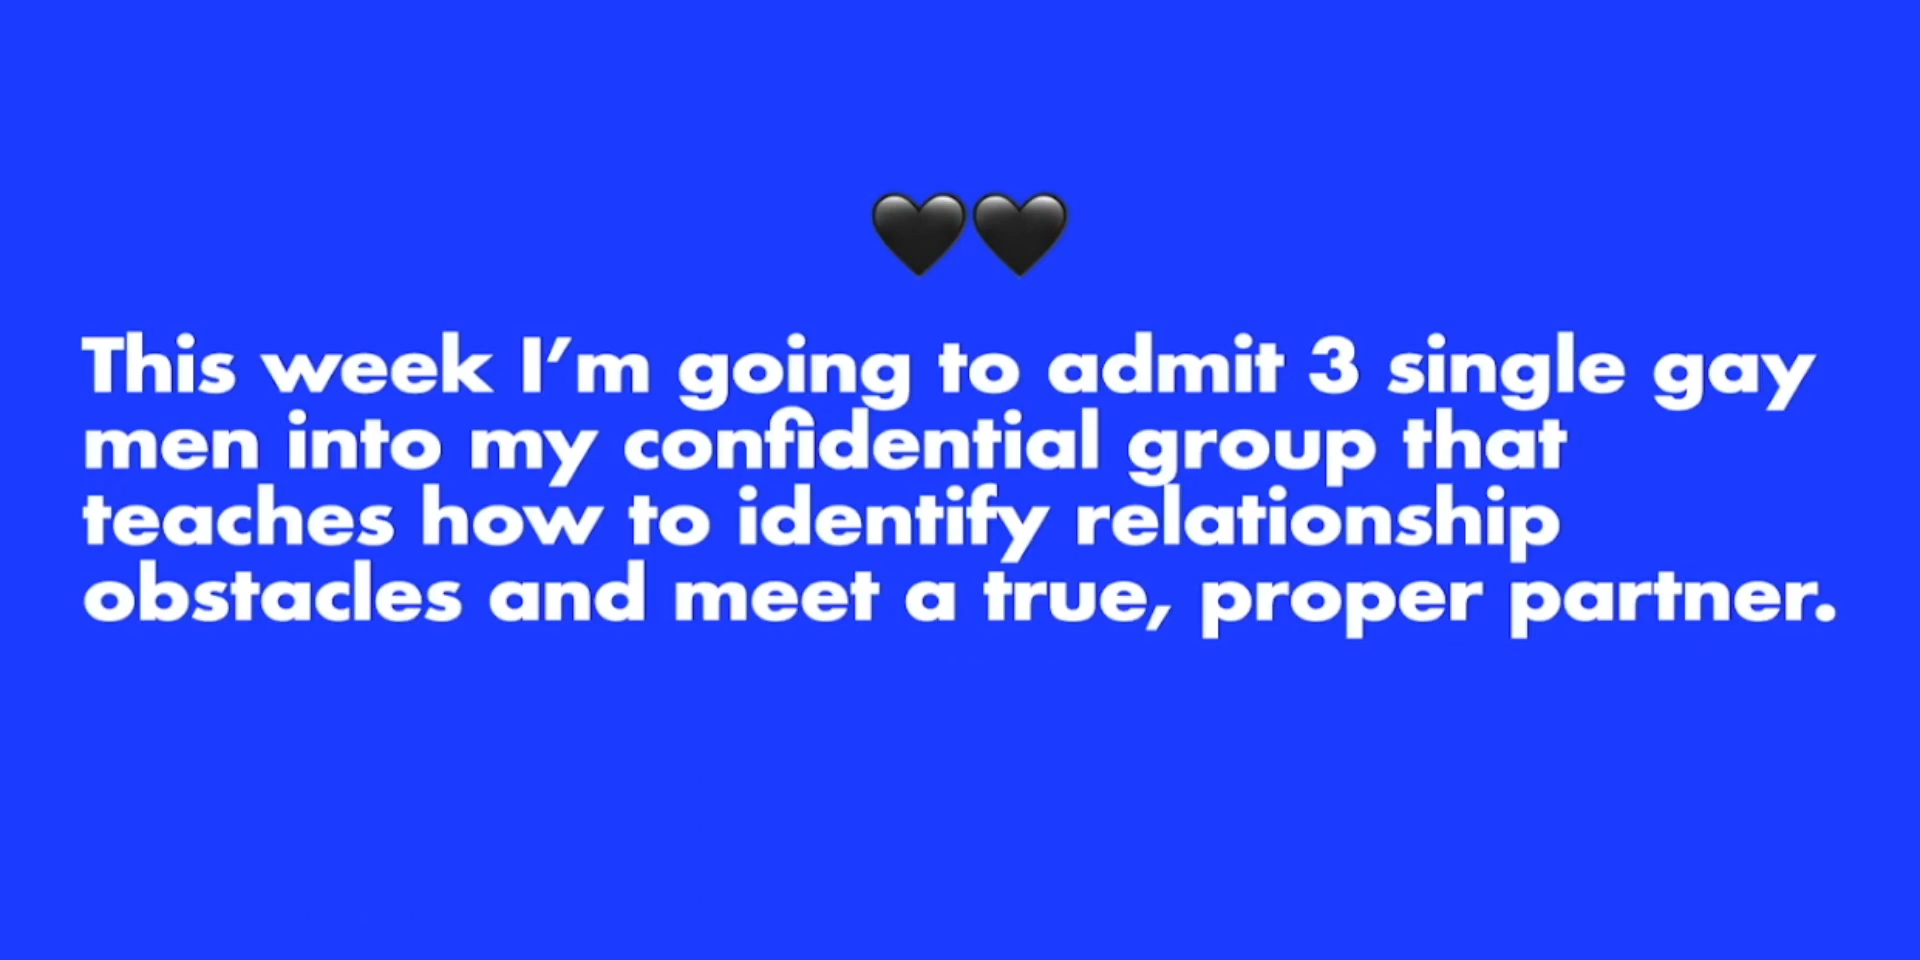 🖤🖤
This week I’m going to admit 3 single gay
men into my confidential group that
teaches how to identify relationship
obstacles and meet a true, proper partner.